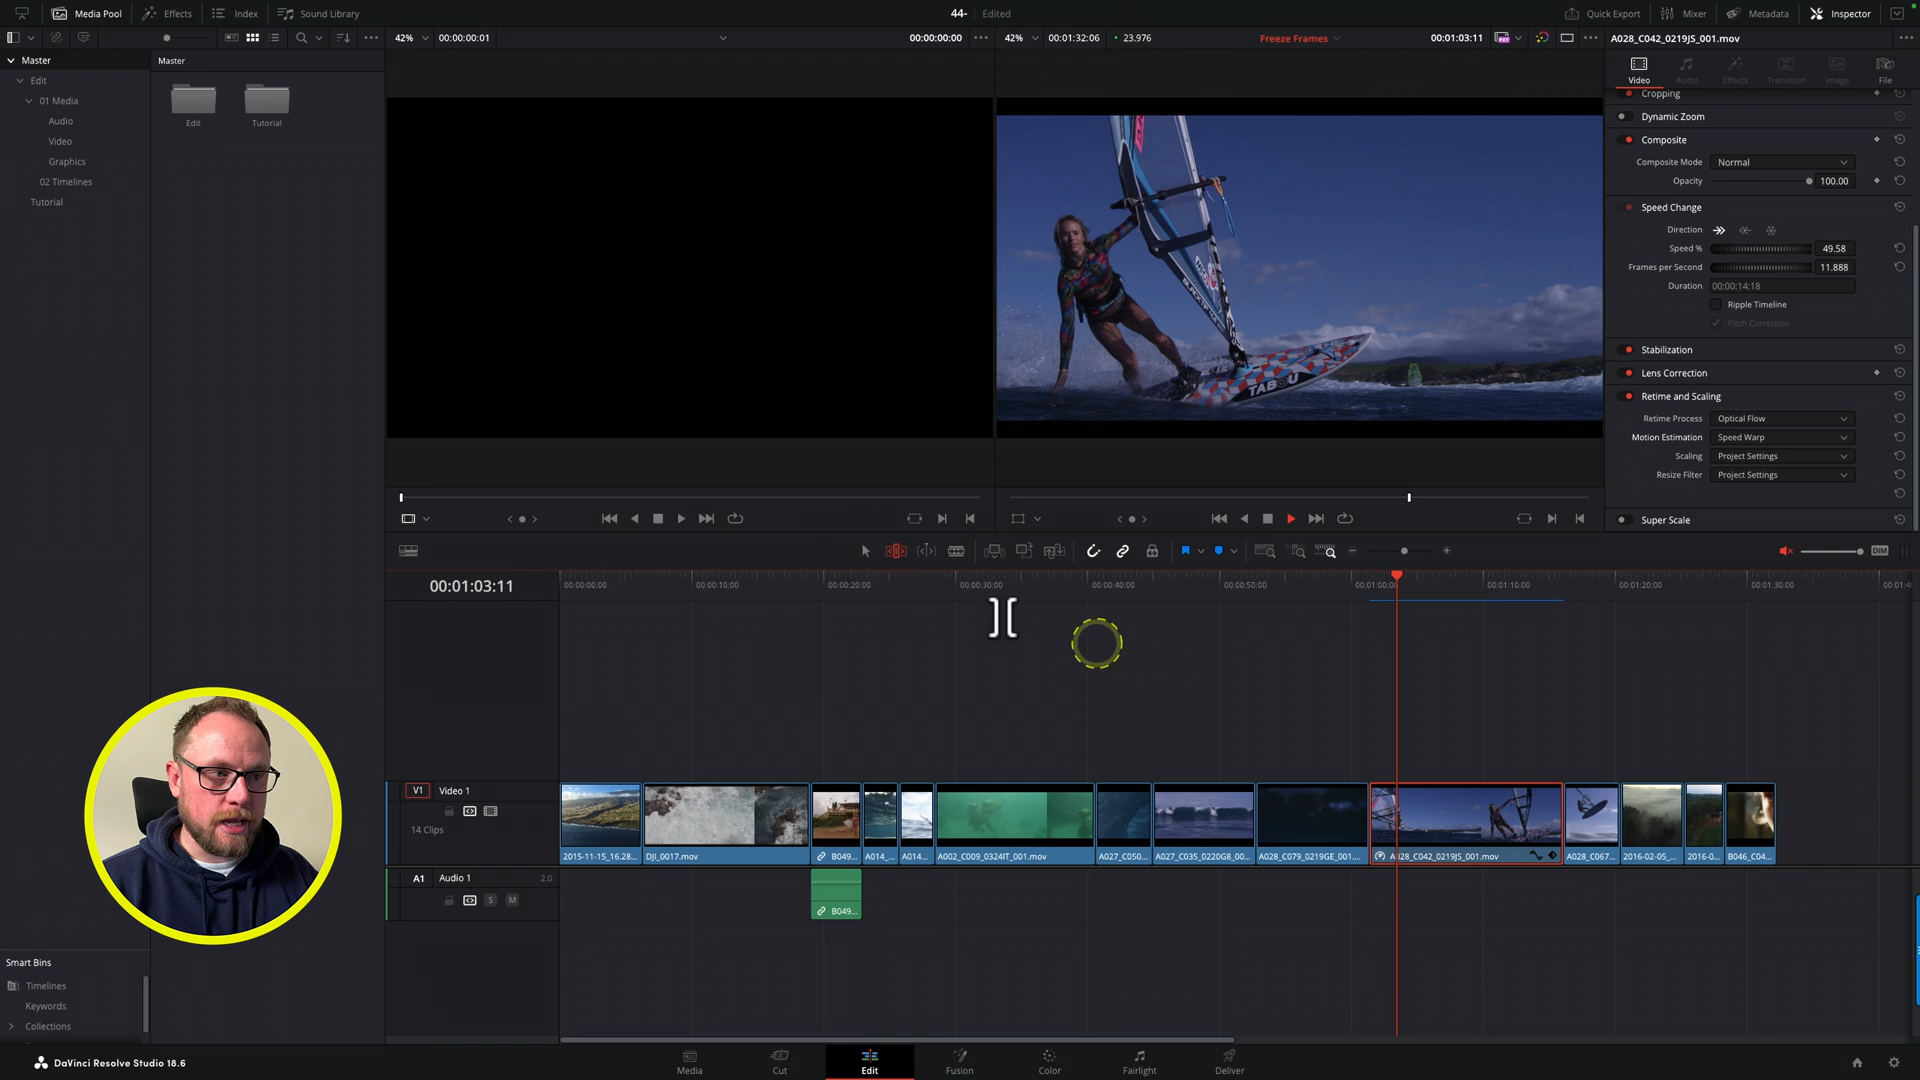 Media Pool Effects Index Sound Library 44- Edited Quick Export Mixer Metadata Inspector
42% 00:00:00:01 00:00:00:00 42% 00:01:32:06 23.976 Freeze Frames 00:01:03:11 A028_C042_0219JS_001.mov
Master
Edit
01 Media
Audio
Video
Graphics
02 Timelines
Tutorial
Master
Edit Tutorial
TABOU
Video Audio Effects Transition Image File
Cropping
Dynamic Zoom
Composite
Composite Mode Normal
Opacity 100.00
Speed Change
Direction
Speed % 49.58
Frames per Second 11.888
Duration 00:00:14:18
Ripple Timeline
Pitch Correction
Stabilization
Lens Correction
Retime and Scaling
Retime Process Optical Flow
Motion Estimation Speed Warp
Scaling Project Settings
Resize Filter Project Settings
Super Scale
DIM
00:01:03:11 00:00:00:00 00:00:10:00 00:00:20:00 00:00:30:00 00:00:40:00 00:00:50:00 00:01:00:00 00:01:10:00 00:01:20:00 00:01:30:00
V1 Video 1
14 Clips
2015-11-15_16.28... DJI_0017.mov B049... A014_... A014... A002_C009_0324IT_001.mov A027_C050... A027_C035_0220G8_00... A028_C079_0219GE_001.... A028_C042_0219JS_001.mov A028_C067... 2016-02-05_... 2016-0... B046_C04...
A1 Audio 1 2.0
S M
B049...
Smart Bins
Timelines
Keywords
Collections
DaVinci Resolve Studio 18.6
Media Cut Edit Fusion Color Fairlight Deliver